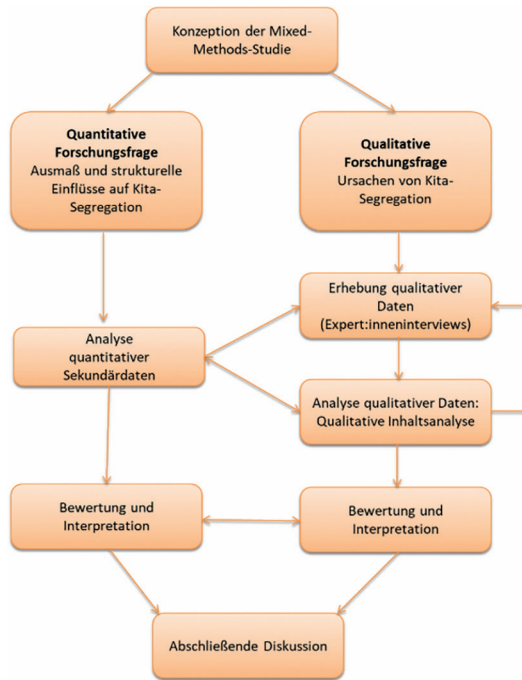 Konzeption der Mixed-
Methods-Studie
Quantitative
Forschungsfrage
Ausmaß und strukturelle
Einflüsse auf Kita-
Segregation
Qualitative
Forschungsfrage
Ursachen von Kita-
Segregation
Erhebung qualitativer
Daten
(Expert:inneninterviews)
Analyse
quantitativer
Sekundärdaten
Analyse qualitativer Daten:
Qualitative Inhaltsanalyse
Bewertung und
Interpretation
Bewertung und
Interpretation
Abschließende Diskussion